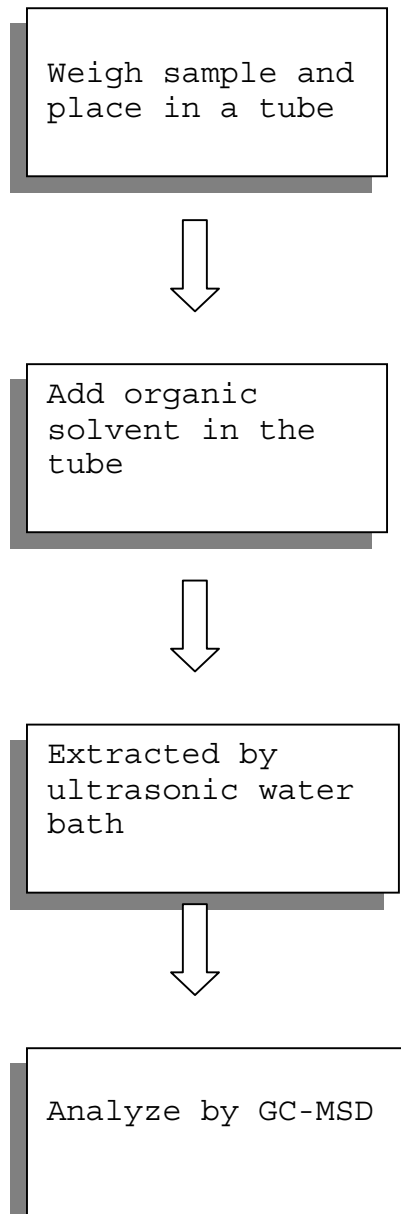 Weigh sample and
place in a tube
Add organic
solvent in the
tube
Extracted by
ultrasonic water
bath
Analyze by GC-MSD